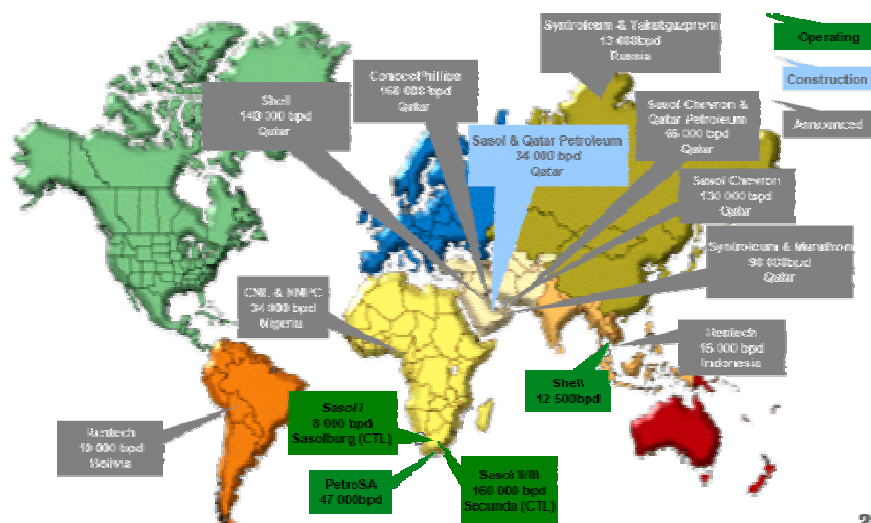 Syntroleum & Yakutgazprom
13 000bpd
Russia
Operating
Construction
Announced
ConocoPhillips
160 000 bpd
Qatar
Shell
140 000 bpd
Qatar
Sasol Chevron &
Qatar Petroleum
65 000 bpd
Qatar
Sasol & Qatar Petroleum
34 000 bpd
Qatar
Sasol Chevron
130 000 bpd
Qatar
Syntroleum & Marathon
90 000bpd
Qatar
34 000 bpd
Nigeria
Rentech
15 000 bpd
Indonesia
Shell
12 500bpd
Sasol I
8 000 bpd
Sasolburg (CTL)
Rentech
10 000 bpd
Bolivia
PetroSA
47 000bpd
Sasol II/III
160 000 bpd
Secunda (CTL)